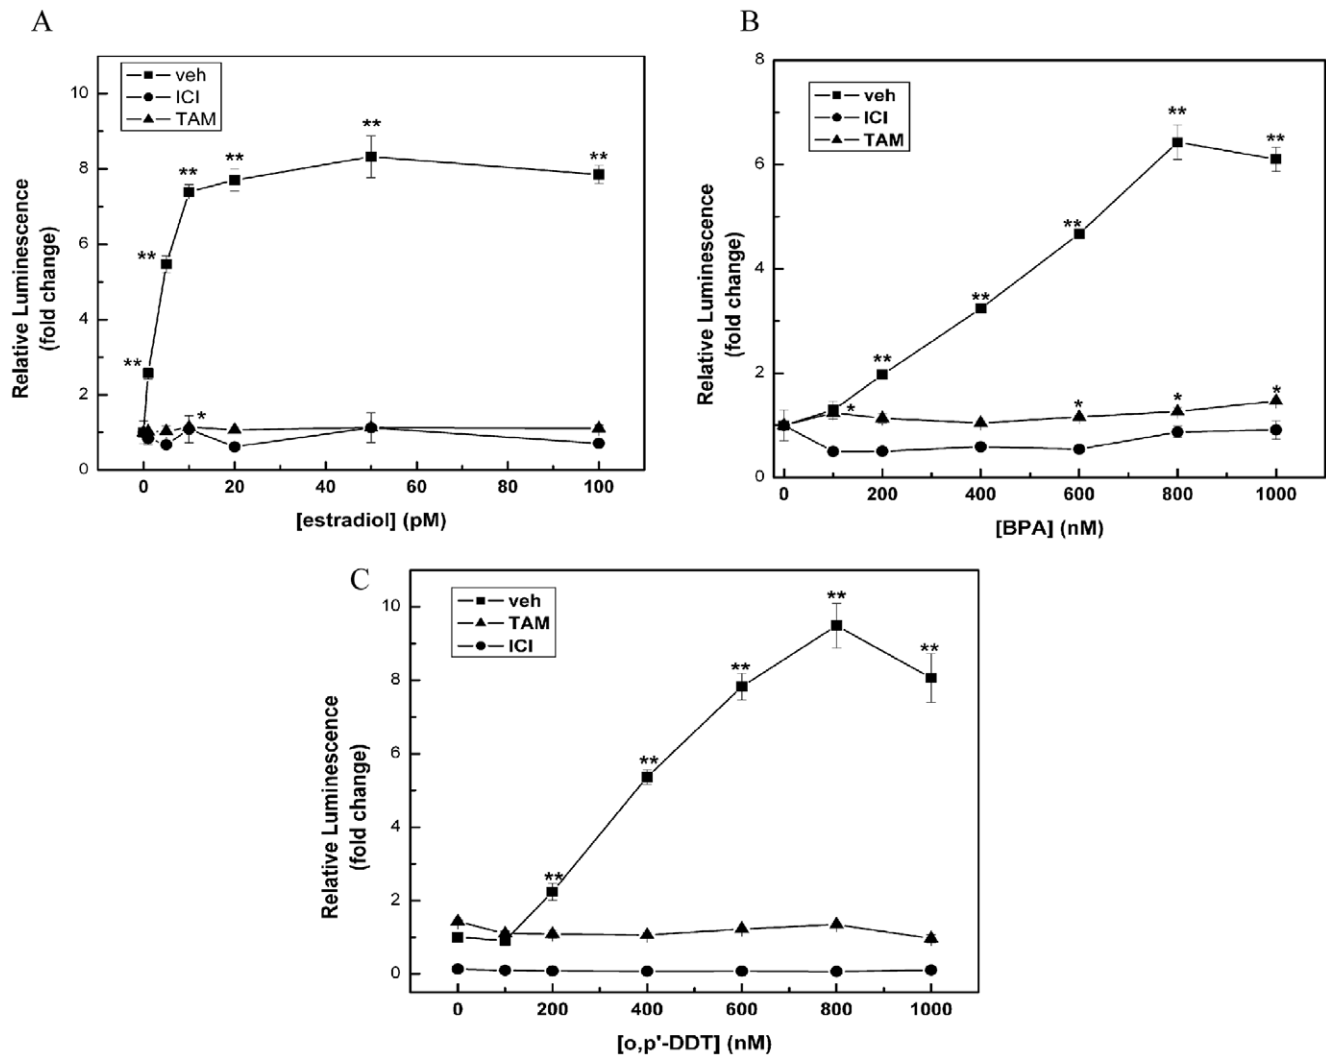 A
veh
ICI
TAM
10
8
6
4
2
0
Relative Luminescence
(fold change)
**
**
**
**
**
**
*
0
20
40
60
80
100
[estradiol] (pM)
B
veh
ICI
TAM
8
6
4
2
0
Relative Luminescence
(fold change)
**
**
**
**
**
*
*
*
*
0
200
400
600
800
1000
[BPA] (nM)
C
veh
TAM
ICI
10
8
6
4
2
0
Relative Luminescence
(fold change)
**
**
**
**
**
0
200
400
600
800
1000
[o,p'-DDT] (nM)